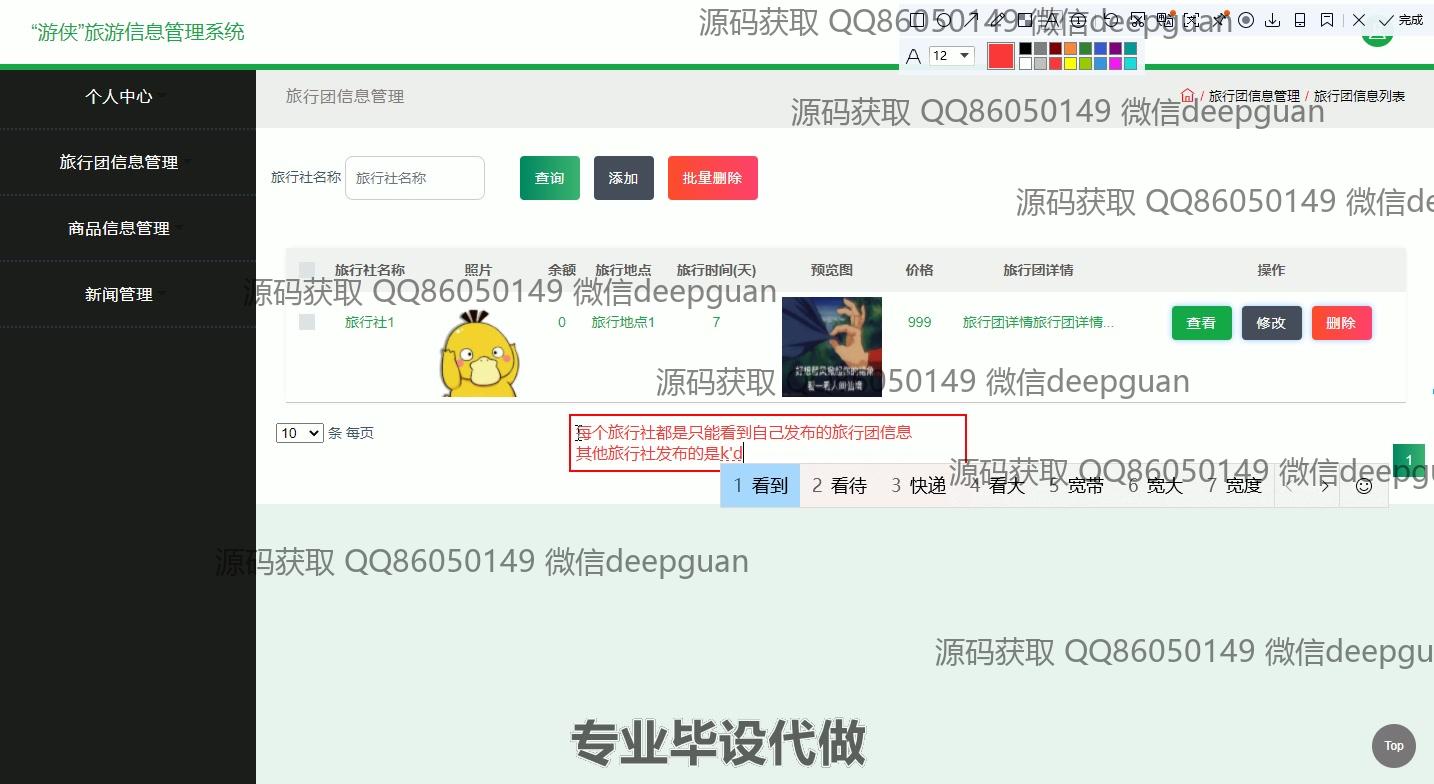 “游侠”旅游信息管理系统
源码获取 QQ86050149 微信deepguan
完成
A 12
个人中心
旅行团信息管理
商品信息管理
新闻管理
旅行团信息管理
/ 旅行团信息管理 / 旅行团信息列表
源码获取 QQ86050149 微信deepguan
旅行社名称 旅行社名称 查询 添加 批量删除
源码获取 QQ86050149 微信de
旅行社名称 照片 余额 旅行地点 旅行时间(天) 预览图 价格 旅行团详情 操作
源码获取 QQ86050149 微信deepguan
旅行社1 0 旅行地点1 7 999 旅行团详情旅行团详情... 查看 修改 删除
源码获取 QQ86050149 微信deepguan
10 条 每页
每个旅行社都是只能看到自己发布的旅行团信息
其他旅行社发布的是k'd
1
源码获取 QQ86050149 微信deepgu
1 看到 2 看待 3 快递 4 看大 5 宽带 6 宽大 7 宽度
源码获取 QQ86050149 微信deepguan
源码获取 QQ86050149 微信deepgu
专业毕设代做
Top